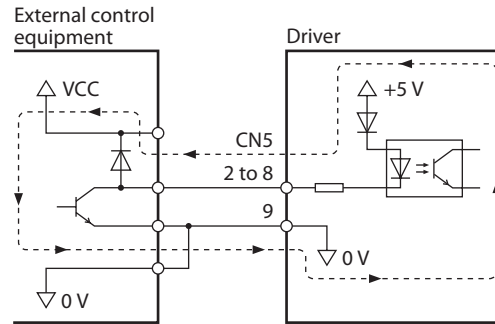 External control
equipment
Driver
VCC
+5 V
CN5
2 to 8
9
0 V
0 V